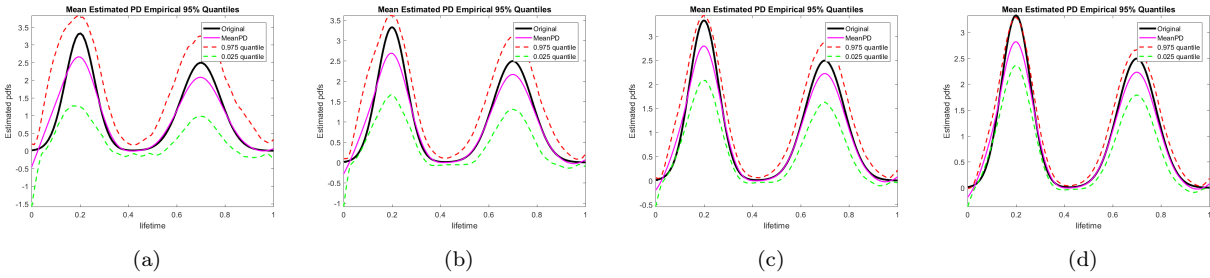 Mean Estimated PD Empirical 95% Quantiles
Estimated pdfs
3.5
3
2.5
2
1.5
1
0.5
0
-0.5
-1
-1.5
Original
MeanPD
0.975 quantile
0.025 quantile
0 0.2 0.4 0.6 0.8 1
lifetime
(a)
Mean Estimated PD Empirical 95% Quantiles
Estimated pdfs
3.5
3
2.5
2
1.5
1
0.5
0
-0.5
-1
Original
MeanPD
0.975 quantile
0.025 quantile
0 0.2 0.4 0.6 0.8 1
lifetime
(b)
Mean Estimated PD Empirical 95% Quantiles
Estimated pdfs
3
2.5
2
1.5
1
0.5
0
-0.5
Original
MeanPD
0.975 quantile
0.025 quantile
0 0.2 0.4 0.6 0.8 1
lifetime
(c)
Mean Estimated PD Empirical 95% Quantiles
Estimated pdfs
3
2.5
2
1.5
1
0.5
0
Original
MeanPD
0.975 quantile
0.025 quantile
0 0.2 0.4 0.6 0.8 1
lifetime
(d)